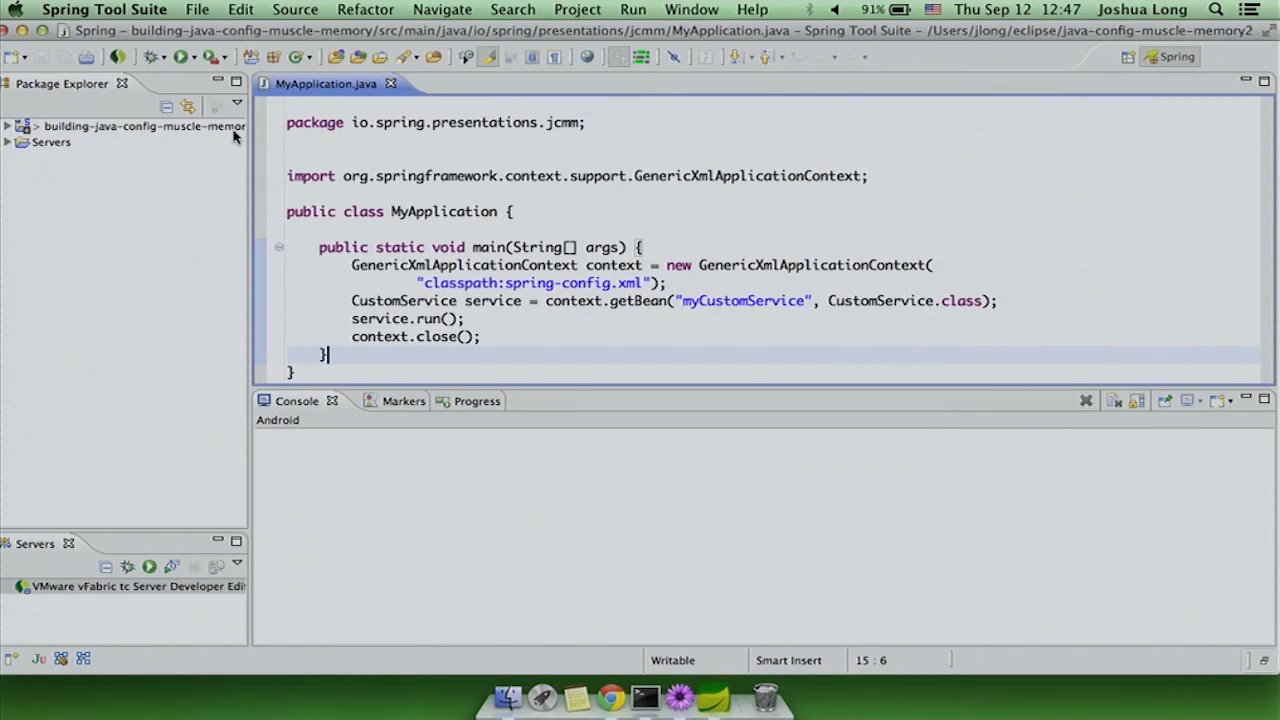 Spring Tool Suite File Edit Source Refactor Navigate Search Project Run Window Help 91% Thu Sep 12 12:47 Joshua Long
Spring - building-java-config-muscle-memory/src/main/java/io/spring/presentations/jcmm/MyApplication.java - Spring Tool Suite - /Users/jlong/eclipse/java-config-muscle-memory2
Spring
Package Explorer
MyApplication.java
> building-java-config-muscle-memor
Servers
package io.spring.presentations.jcmm;
import org.springframework.context.support.GenericXmlApplicationContext;
public class MyApplication {
public static void main(String[] args) {
GenericXmlApplicationContext context = new GenericXmlApplicationContext(
"classpath:spring-config.xml");
CustomService service = context.getBean("myCustomService", CustomService.class);
service.run();
context.close();
}
}
Console Markers Progress
Android
Servers
VMware vFabric tc Server Developer Edi
Ju
Writable Smart Insert 15 : 6